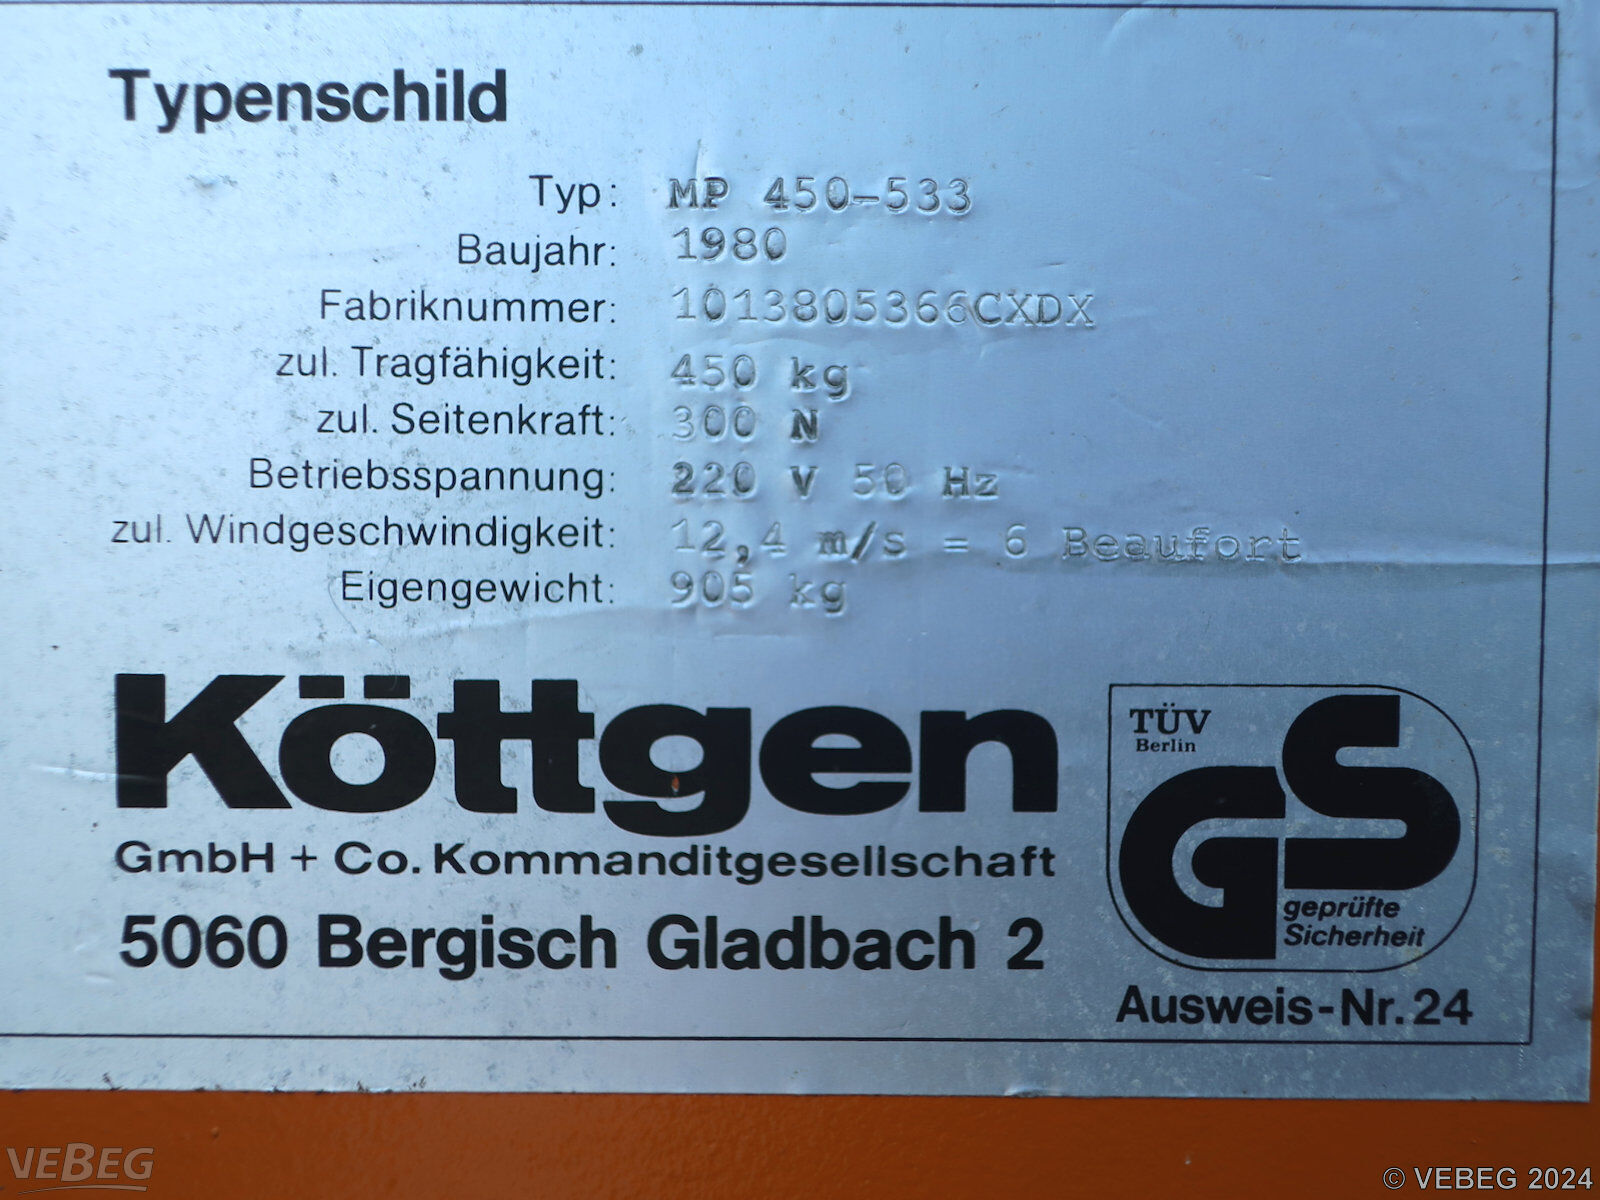 Typenschild
Typ: MP 450-533
Baujahr: 1980
Fabriknummer: 1013805366CXDX
zul. Tragfähigkeit: 450 kg
zul. Seitenkraft: 300 N
Betriebsspannung: 220 V 50 Hz
zul. Windgeschwindigkeit: 12,4 m/s = 6 Beaufort
Eigengewicht: 905 kg
Köttgen
GmbH + Co. Kommanditgesellschaft
5060 Bergisch Gladbach 2
TÜV
Berlin
GS
geprüfte
Sicherheit
Ausweis-Nr. 24
VEBEG
© VEBEG 2024